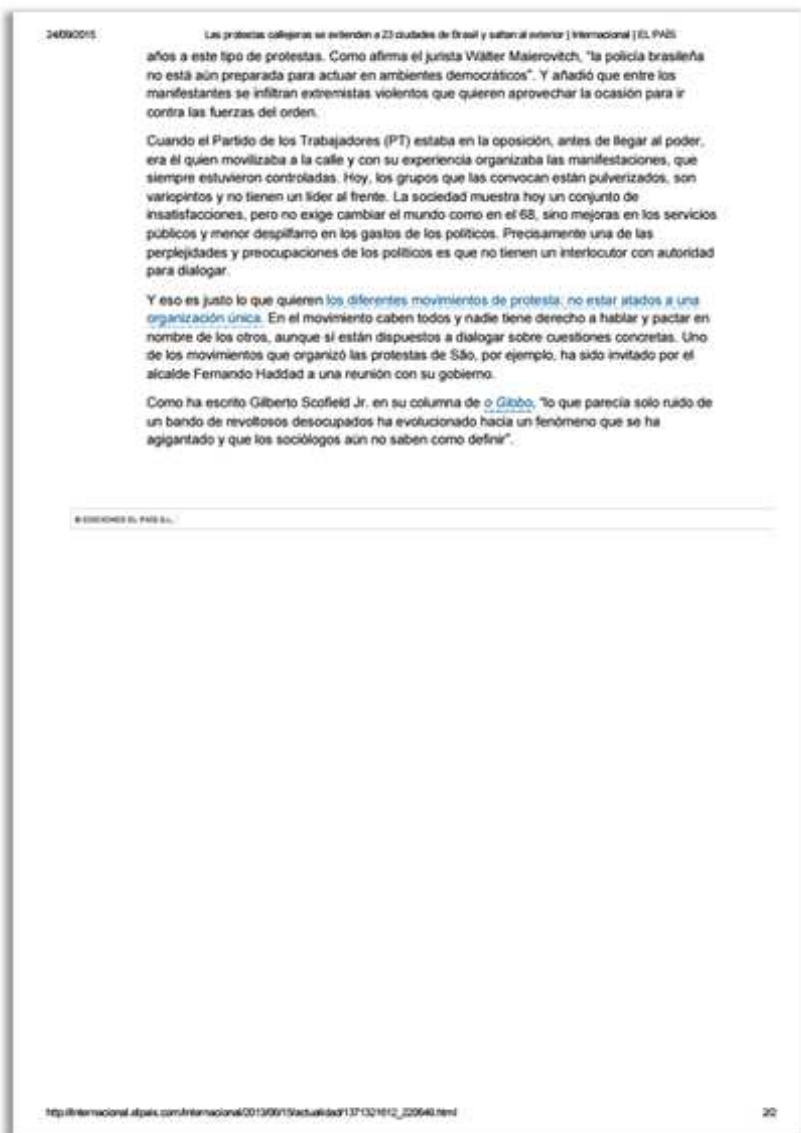 24/09/2015 Las protestas callejeras se extienden a 23 ciudades de Brasil y saltan al exterior | Internacional | EL PAÍS
años a este tipo de protestas. Como afirma el jurista Wálter Maierovitch, "la policía brasileña
no está aún preparada para actuar en ambientes democráticos". Y añadió que entre los
manifestantes se infiltran extremistas violentos que quieren aprovechar la ocasión para ir
contra las fuerzas del orden.
Cuando el Partido de los Trabajadores (PT) estaba en la oposición, antes de llegar al poder,
era él quien movilizaba a la calle y con su experiencia organizaba las manifestaciones, que
siempre estuvieron controladas. Hoy, los grupos que las convocan están pulverizados, son
variopintos y no tienen un líder al frente. La sociedad muestra hoy un conjunto de
insatisfacciones, pero no exige cambiar el mundo como en el 68, sino mejoras en los servicios
públicos y menor despilfarro en los gastos de los políticos. Precisamente una de las
perplejidades y preocupaciones de los políticos es que no tienen un interlocutor con autoridad
para dialogar.
Y eso es justo lo que quieren los diferentes movimientos de protesta: no estar atados a una
organización única. En el movimiento caben todos y nadie tiene derecho a hablar y pactar en
nombre de los otros, aunque sí están dispuestos a dialogar sobre cuestiones concretas. Uno
de los movimientos que organizó las protestas de São, por ejemplo, ha sido invitado por el
alcalde Fernando Haddad a una reunión con su gobierno.
Como ha escrito Gilberto Scofield Jr. en su columna de o Globo, "lo que parecía solo ruido de
un bando de revoltosos desocupados ha evolucionado hacia un fenómeno que se ha
agigantado y que los sociólogos aún no saben como definir".
© EDICIONES EL PAÍS S.L.
http://internacional.elpais.com/internacional/2013/06/15/actualidad/1371321612_220640.html 2/2